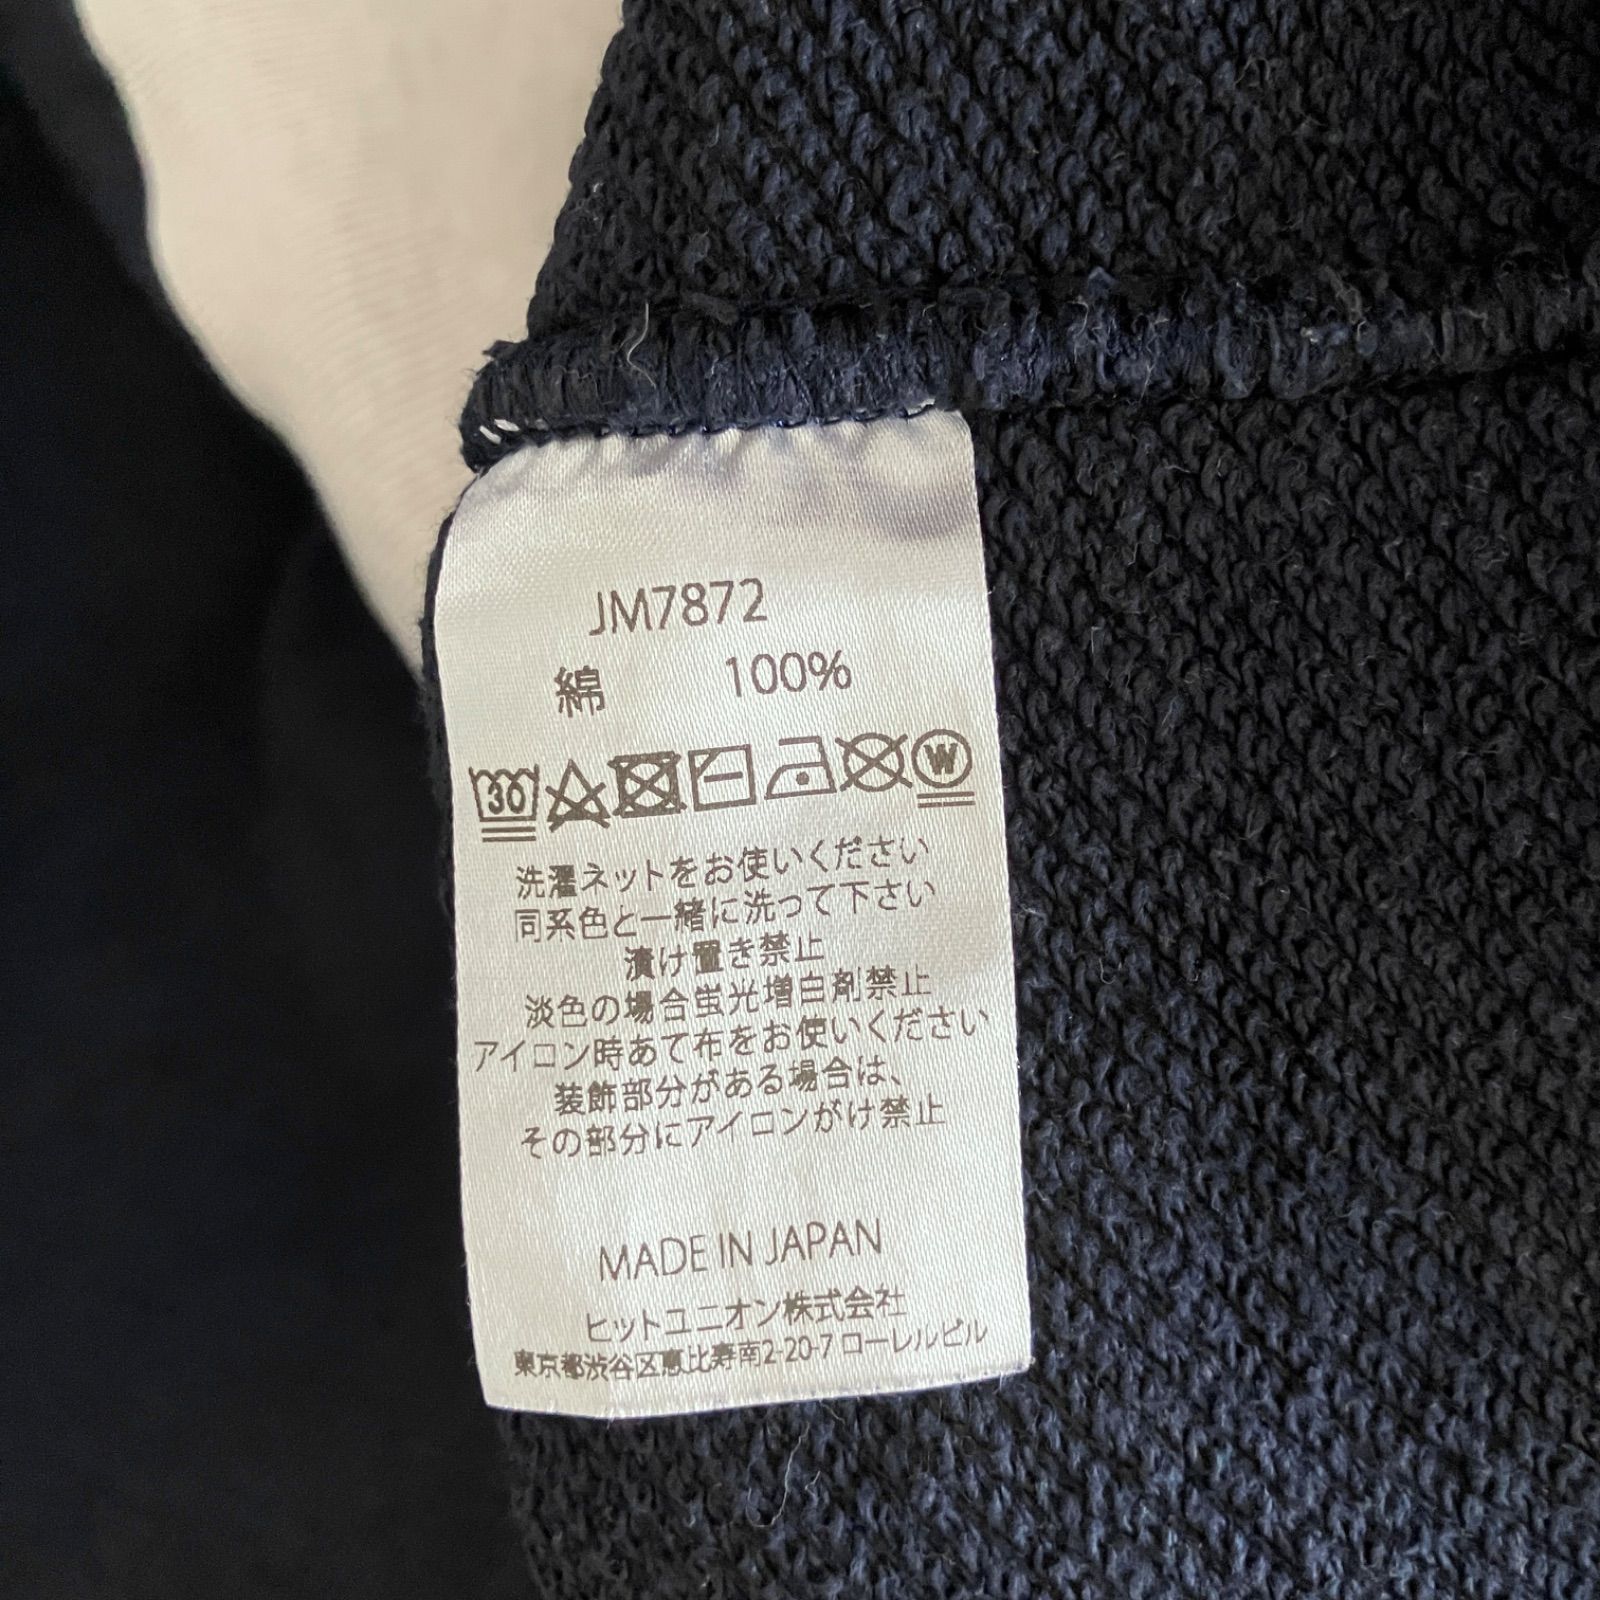 JM7872
綿 100%
30 W
洗濯ネットをお使いください
同系色と一緒に洗って下さい
漬け置き禁止
淡色の場合蛍光増白剤禁止
アイロン時あて布をお使いください
装飾部分がある場合は、
その部分にアイロンがけ禁止
MADE IN JAPAN
ヒットユニオン株式会社
東京都渋谷区恵比寿南2-20-7 ローレルビル